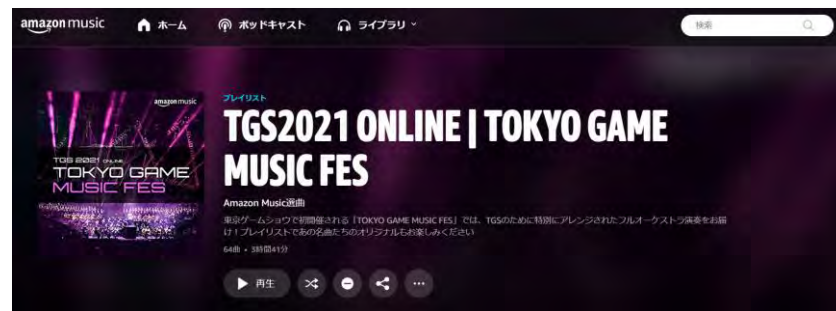 amazon music
ホーム
ポッドキャスト
ライブラリ
検索
amazon music
TGS 2021 ONLINE
TOKYO GAME
MUSIC FES
プレイリスト
TGS2021 ONLINE | TOKYO GAME
MUSIC FES
Amazon Music選曲
東京ゲームショウで初開催される「TOKYO GAME MUSIC FES」では、TGSのために特別にアレンジされたフルオーケストラ演奏をお届
け！プレイリストであの名曲たちのオリジナルもお楽しみください
64曲 • 3時間41分
再生